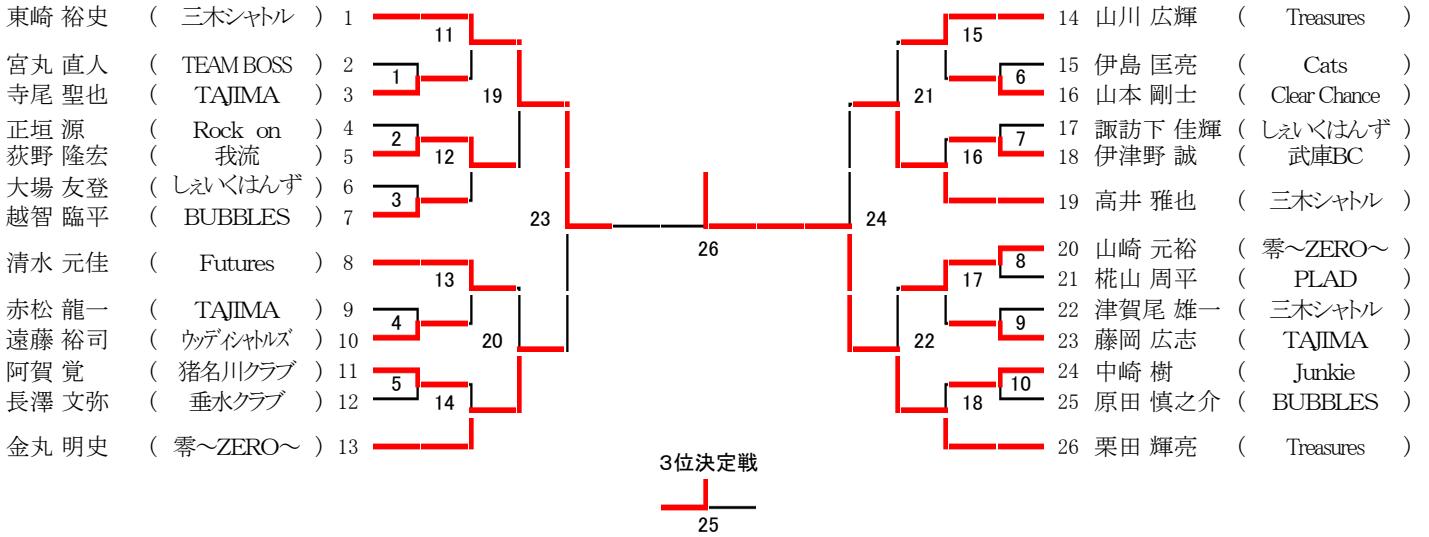 東崎 裕史 ( 三木シャトル ) 1
宮丸 直人 ( TEAM BOSS ) 2
寺尾 聖也 ( TAJIMA ) 3
正垣 源 ( Rock on ) 4
荻野 隆宏 ( 我流 ) 5
大場 友登 ( しぇいくはんず ) 6
越智 臨平 ( BUBBLES ) 7
清水 元佳 ( Futures ) 8
赤松 龍一 ( TAJIMA ) 9
遠藤 裕司 ( ウッディシャトルズ ) 10
阿賀 覚 ( 猪名川クラブ ) 11
長澤 文弥 ( 垂水クラブ ) 12
金丸 明史 ( 零〜ZERO〜 ) 13
11
1
19
2
12
3
23
13
4
20
5
14
26
3位決定戦
25
15
6
21
7
16
24
8
17
9
22
10
18
14 山川 広輝 ( Treasures )
15 伊島 匡亮 ( Cats )
16 山本 剛士 ( Clear Chance )
17 諏訪下 佳輝 ( しぇいくはんず )
18 伊津野 誠 ( 武庫BC )
19 高井 雅也 ( 三木シャトル )
20 山崎 元裕 ( 零〜ZERO〜 )
21 椛山 周平 ( PLAD )
22 津賀尾 雄一 ( 三木シャトル )
23 藤岡 広志 ( TAJIMA )
24 中崎 樹 ( Junkie )
25 原田 慎之介 ( BUBBLES )
26 栗田 輝亮 ( Treasures )